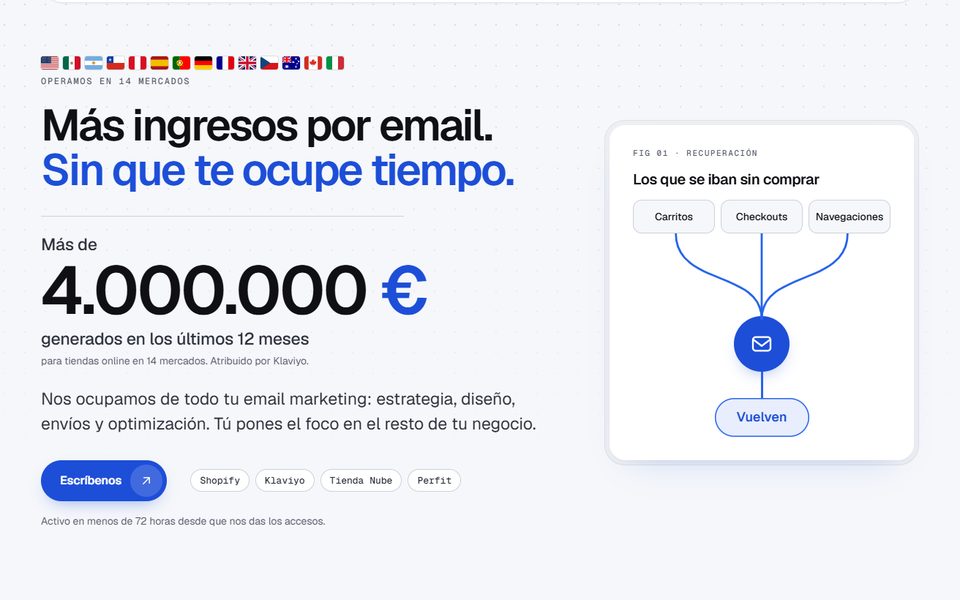 OPERAMOS EN 14 MERCADOS
Más ingresos por email.
Sin que te ocupe tiempo.
Más de
4.000.000 €
generados en los últimos 12 meses
para tiendas online en 14 mercados. Atribuido por Klaviyo.
Nos ocupamos de todo tu email marketing: estrategia, diseño,
envíos y optimización. Tú pones el foco en el resto de tu negocio.
Escríbenos
Shopify
Klaviyo
Tienda Nube
Perfit
Activo en menos de 72 horas desde que nos das los accesos.
FIG 01 · RECUPERACIÓN
Los que se iban sin comprar
Carritos
Checkouts
Navegaciones
Vuelven